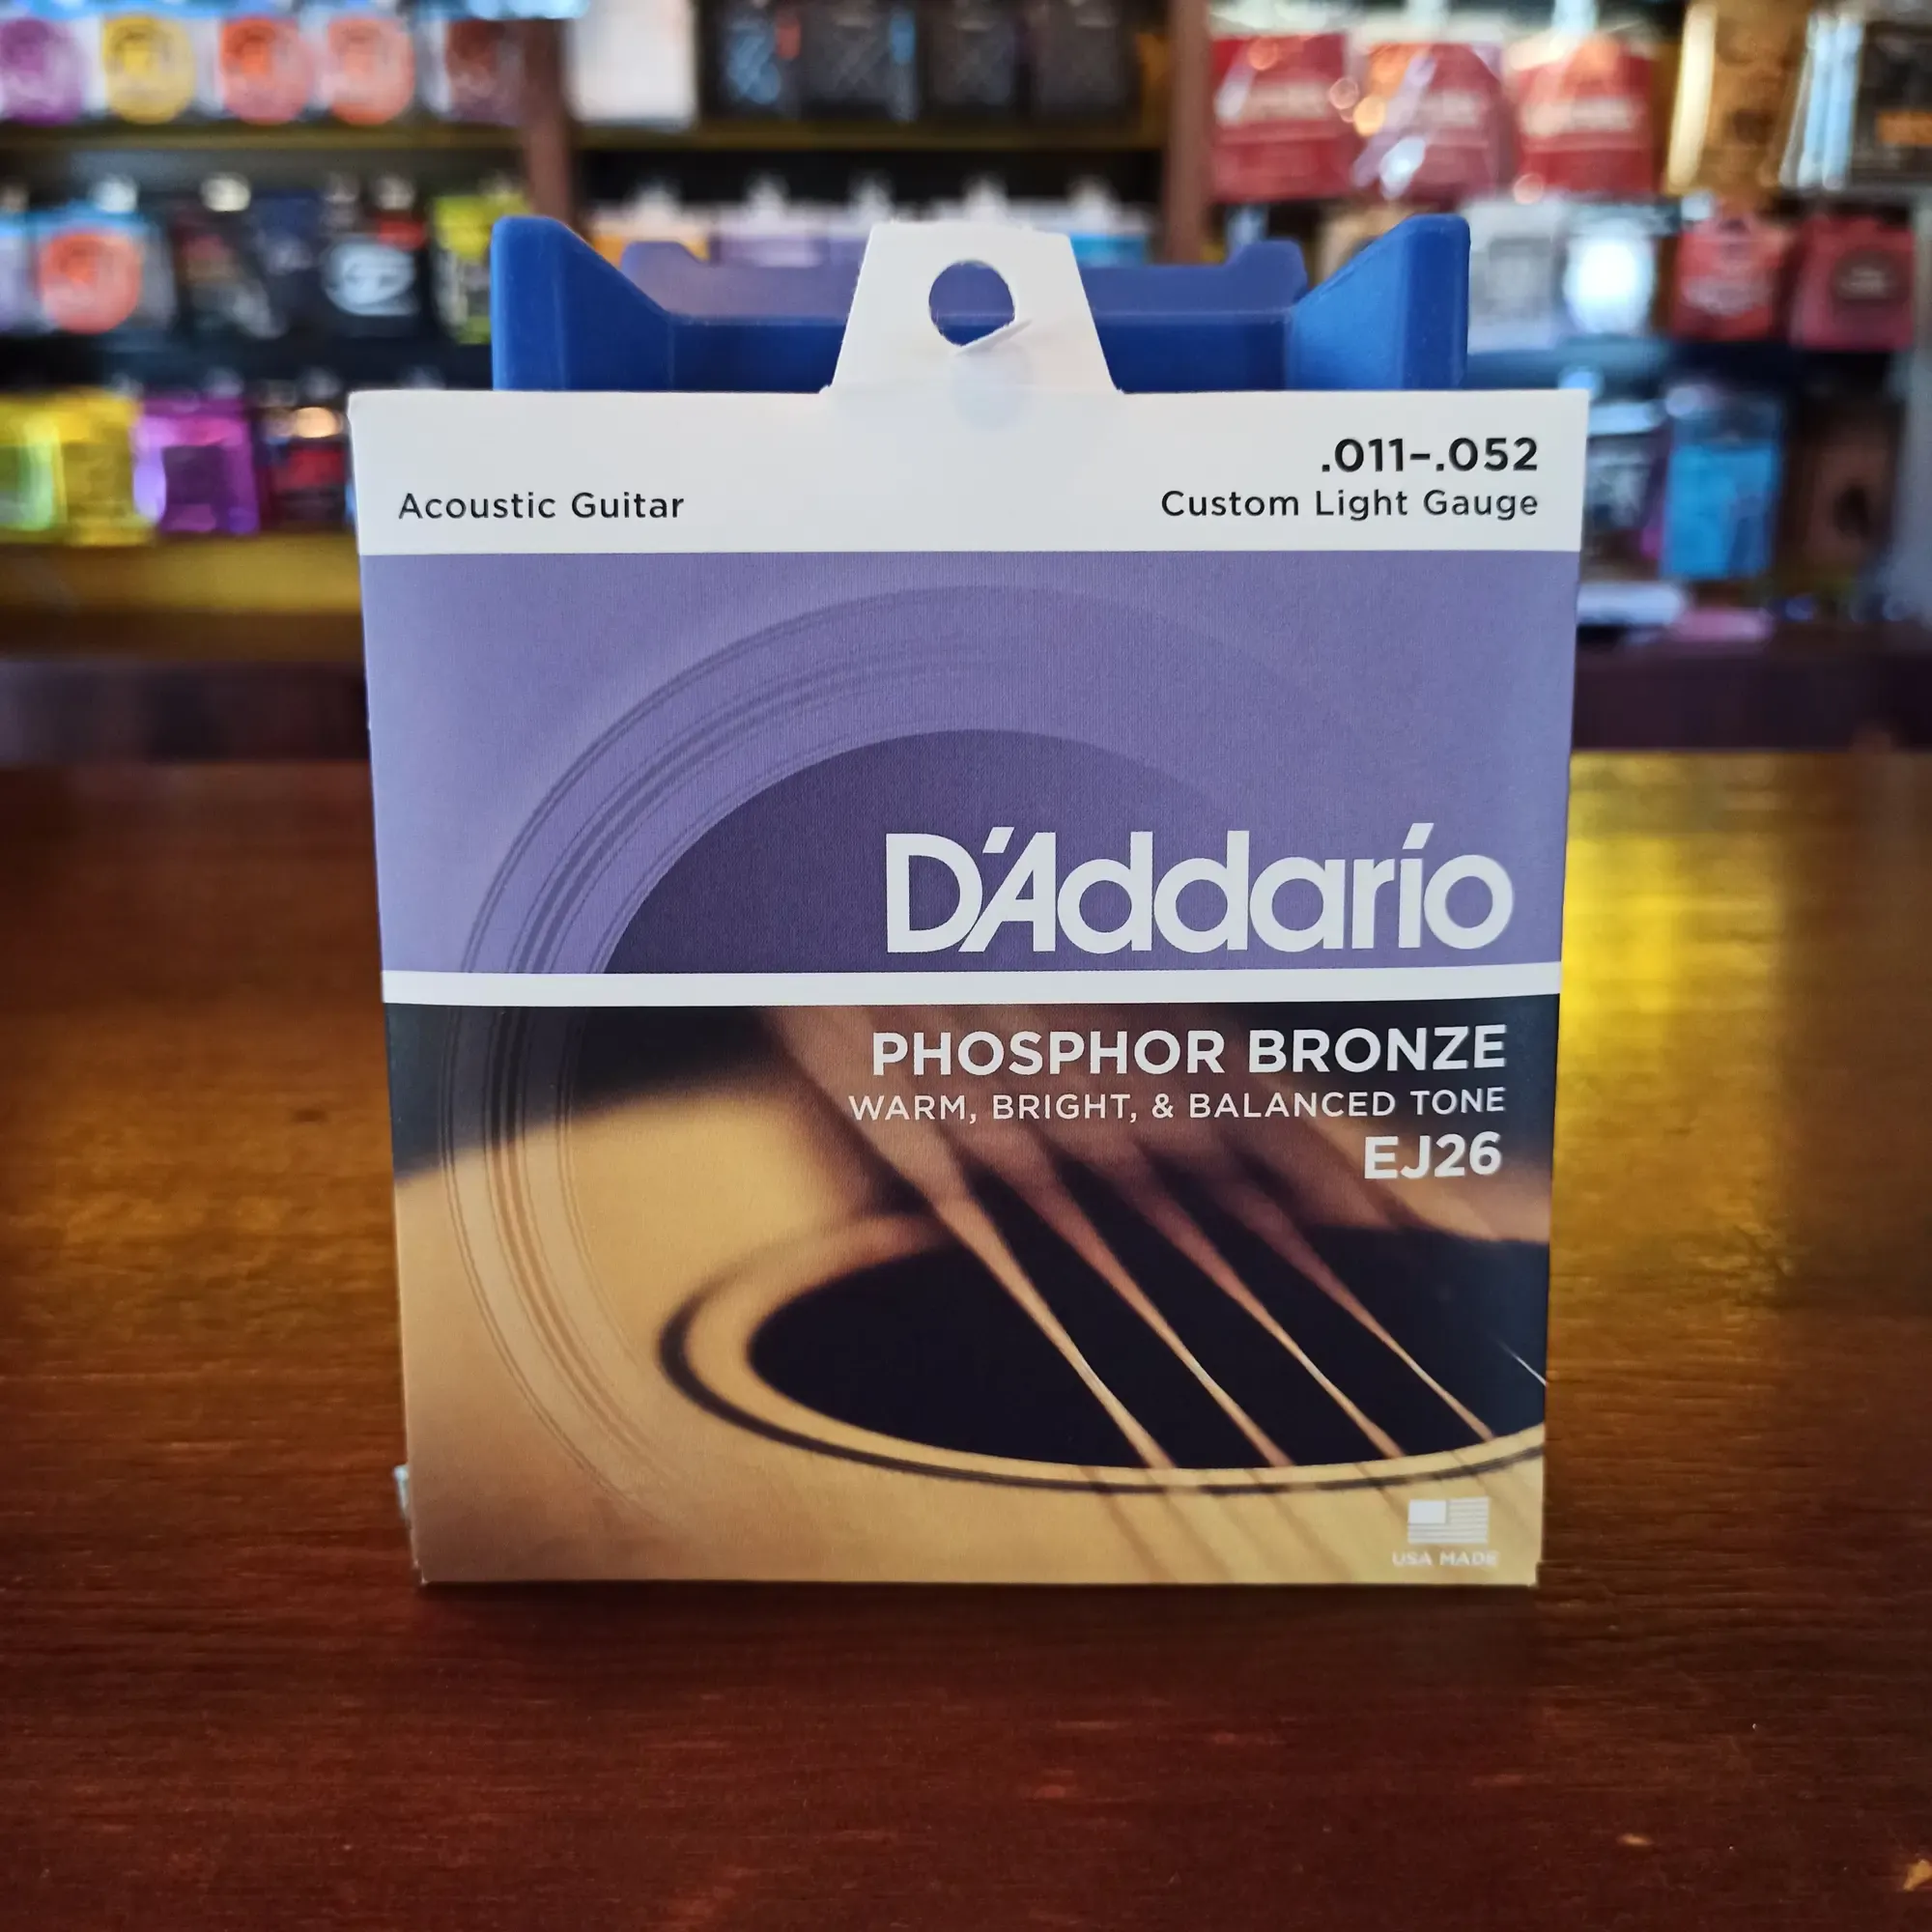 .011–.052
Acoustic Guitar
Custom Light Gauge
D'Addario
PHOSPHOR BRONZE
WARM, BRIGHT, & BALANCED TONE
EJ26
USA MADE